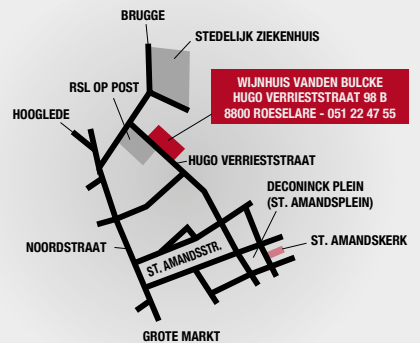 BRUGGE
STEDELIJK ZIEKENHUIS
RSL OP POST
WIJNHUIS VANDEN BULCKE
HUGO VERRIESTSTRAAT 98 B
8800 ROESELARE - 051 22 47 55
HOOGLEDE
HUGO VERRIESTSTRAAT
DECONINCK PLEIN
(ST. AMANDSPLEIN)
NOORDSTRAAT
ST. AMANDSSTR.
ST. AMANDSKERK
GROTE MARKT